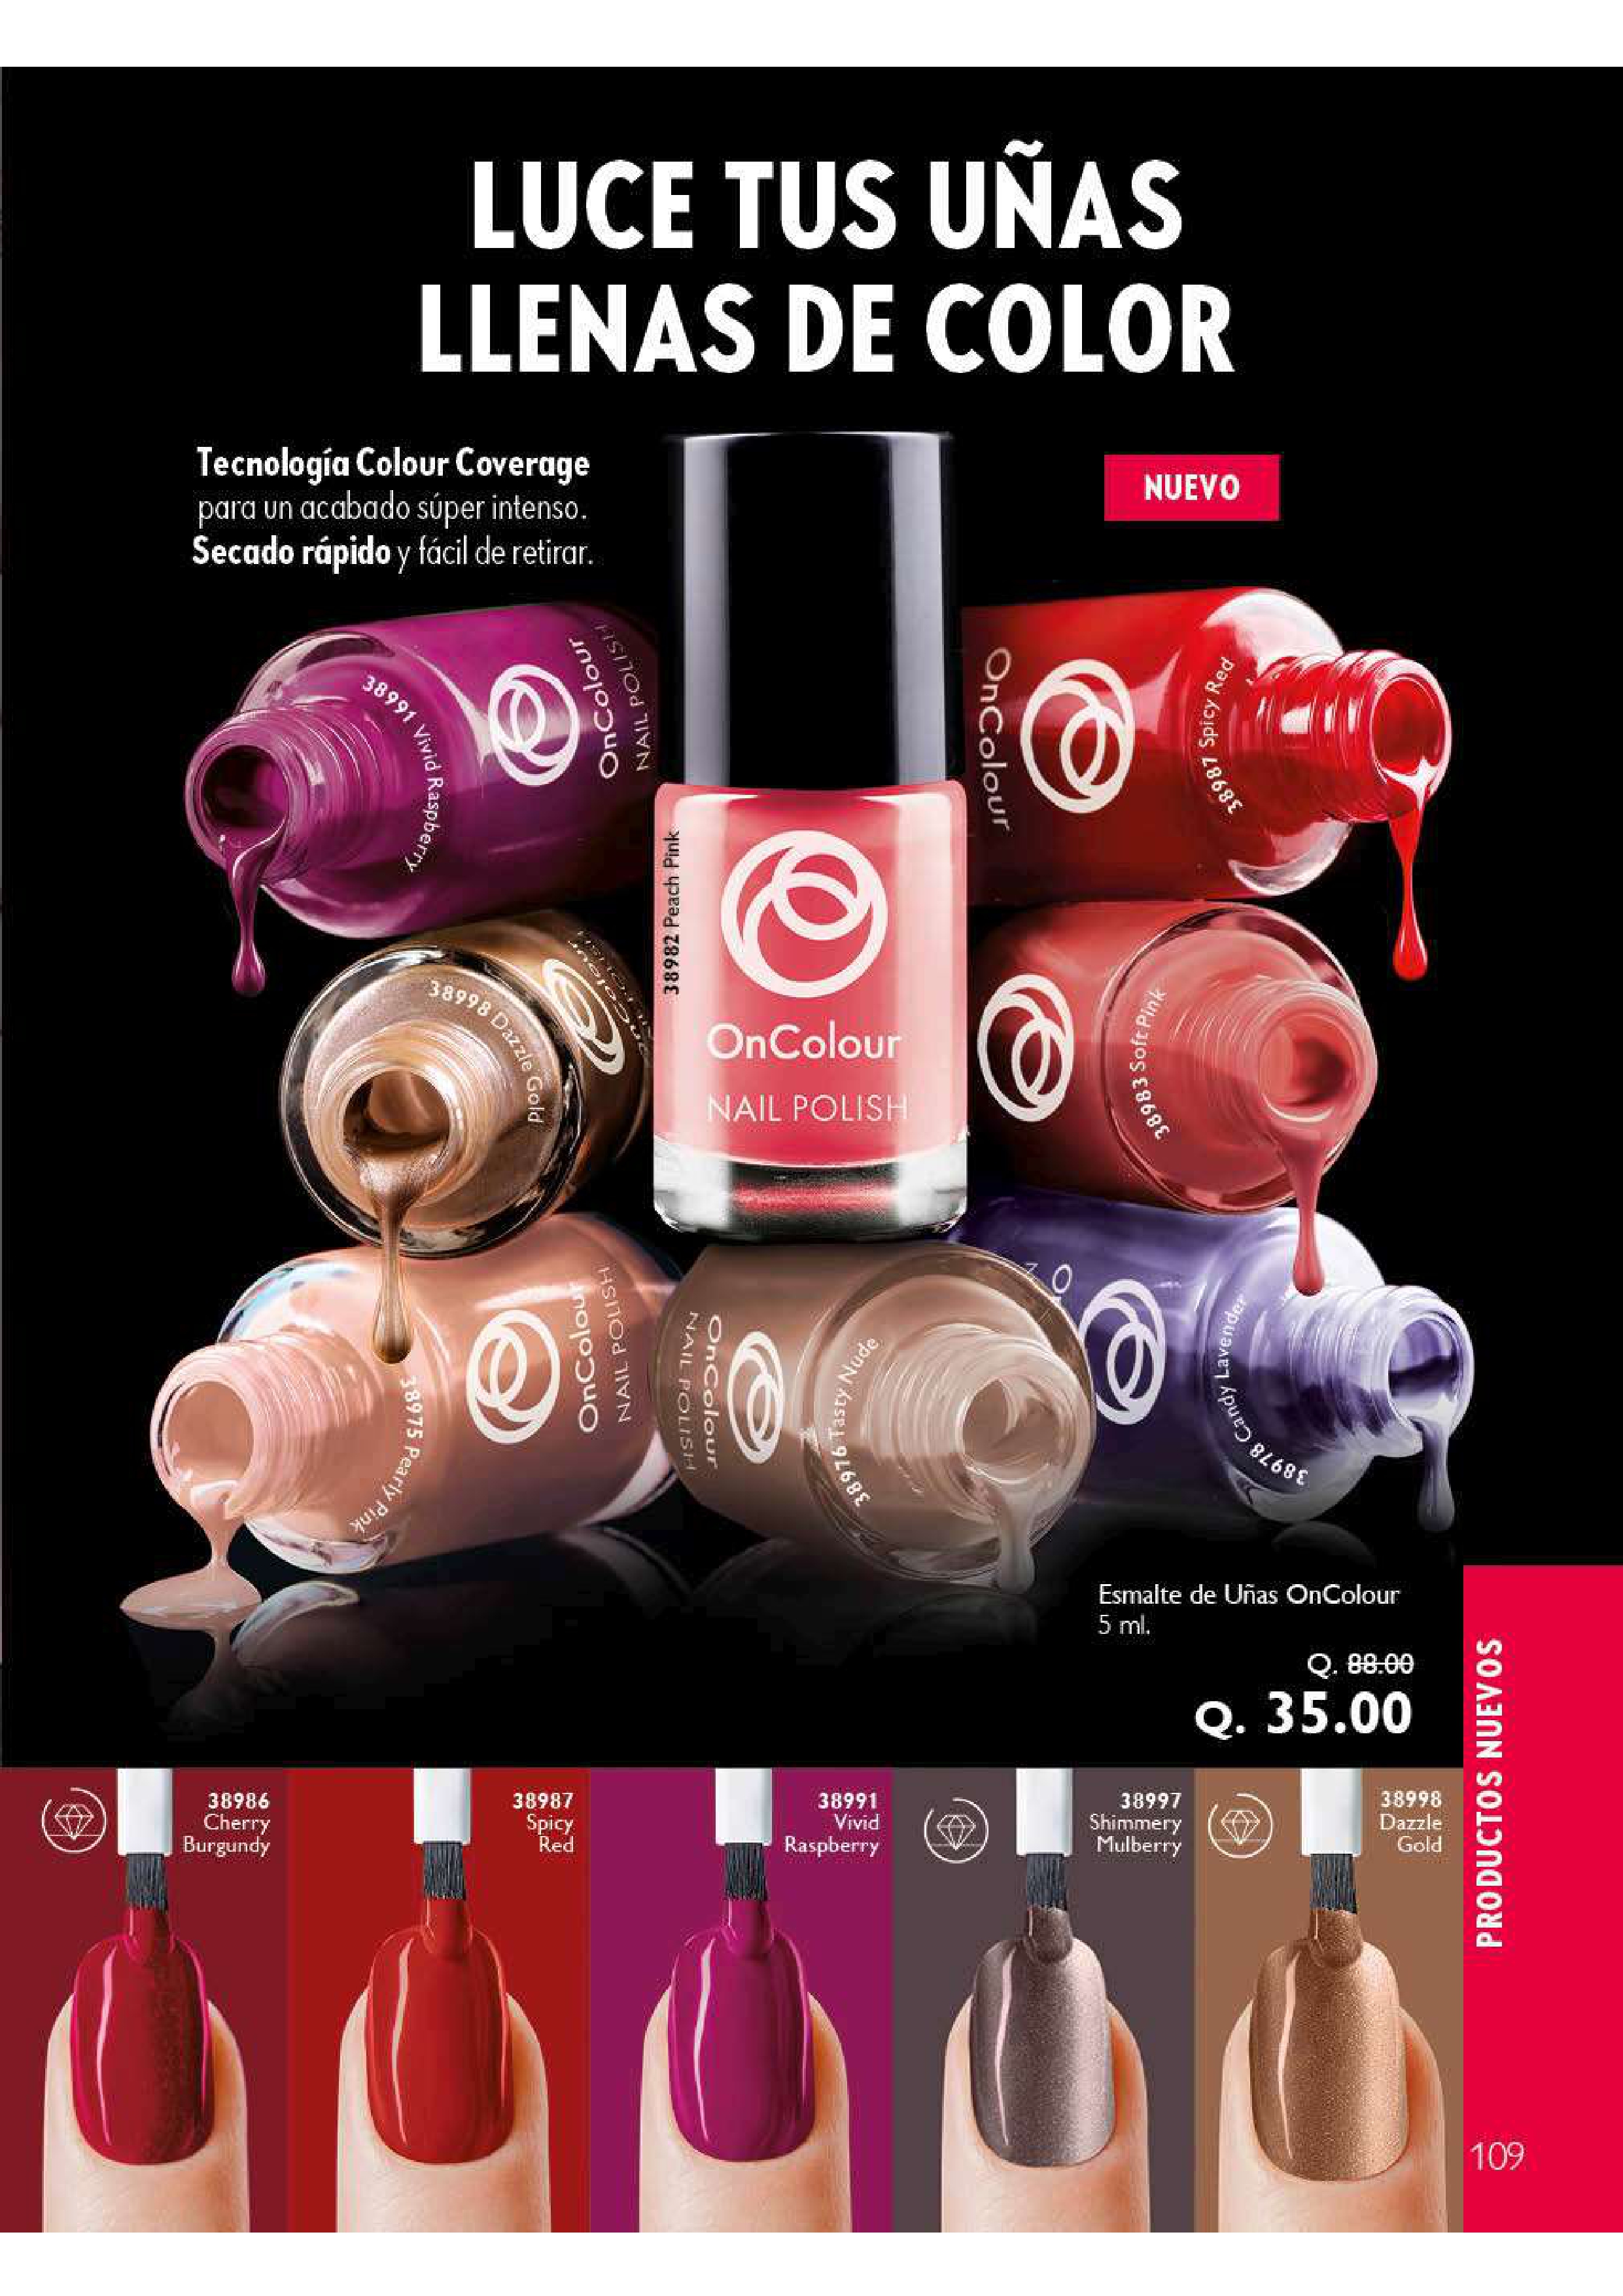 LUCE TUS UÑAS
LLENAS DE COLOR
Tecnología Colour Coverage
para un acabado súper intenso.
Secado rápido y fácil de retirar.
NUEVO
38991 Vivid Raspberry
OnColour
NAIL POLISH
OnColour
38987 Spicy Red
38982 Peach Pink
OnColour
NAIL POLISH
38998 Dazzle Gold
OnColour
38983 Soft Pink
38975 Pearly Pink
OnColour
NAIL POLISH
OnColour
NAIL POLISH
38976 Tasty Nude
38978 Candy Lavender
Esmalte de Uñas OnColour
5 ml.
Q. 88.00
Q. 35.00
38986
Cherry
Burgundy
38987
Spicy
Red
38991
Vivid
Raspberry
38997
Shimmery
Mulberry
38998
Dazzle
Gold
PRODUCTOS NUEVOS
109